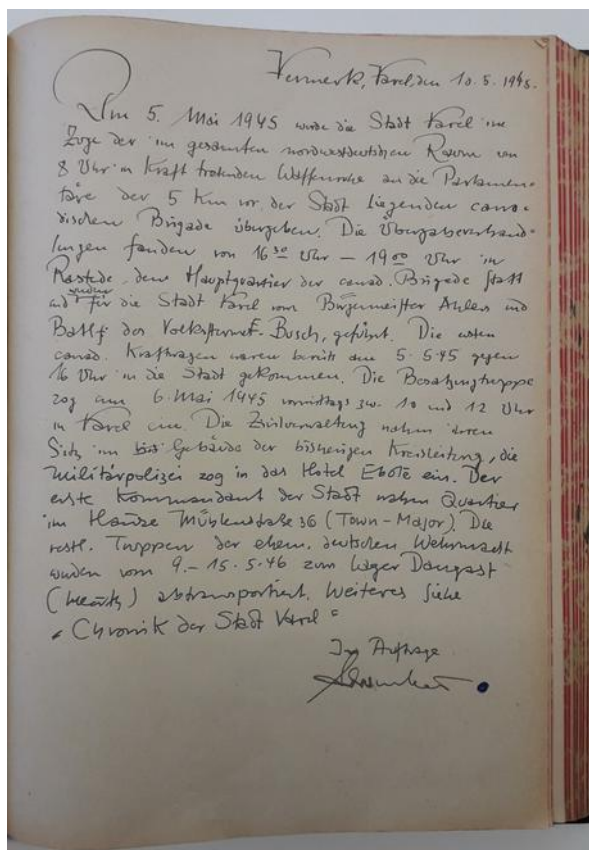 Vermerk, Varel, den 10.5.1945.
Am 5. Mai 1945 wurde die Stadt Varel im
Zuge der im gesamten nordwestdeutschen Raum von
8 Uhr in Kraft tretenden Waffenruhe an die Parlamen-
täre der 5 Km vor der Stadt liegenden cana-
dischen Brigade übergeben. Die Übergabeverhand-
lungen fanden von 16³⁰ Uhr – 19⁰⁰ Uhr in
Rastede, dem Hauptquartier der canad. Brigade statt
und wurden für die Stadt Varel vom Bürgermeister Ahlers und
Batlf. des Volkssturmes - Busch, geführt. Die ersten
canad. Kraftwagen waren bereits am 5.5.45 gegen
16 Uhr in die Stadt gekommen. Die Besatzungstruppe
zog am 6. Mai 1945 vormittags zw. 10 und 12 Uhr
in Varel ein. Die Zivilverwaltung nahm ihren
Sitz im Gebäude der bisherigen Kreisleitung, die
Militärpolizei zog in das Hotel Ebote ein. Der
erste Kommandant der Stadt nahm Quartier
im Hause Mühlenstraße 36 (Town-Major). Die
restl. Truppen der ehem. deutschen Wehrmacht
wurden vom 9.–15.5.46 zum Lager Dangast
abtransportiert. Weiteres siehe
"Chronik der Stadt Varel"
Im Auftrage